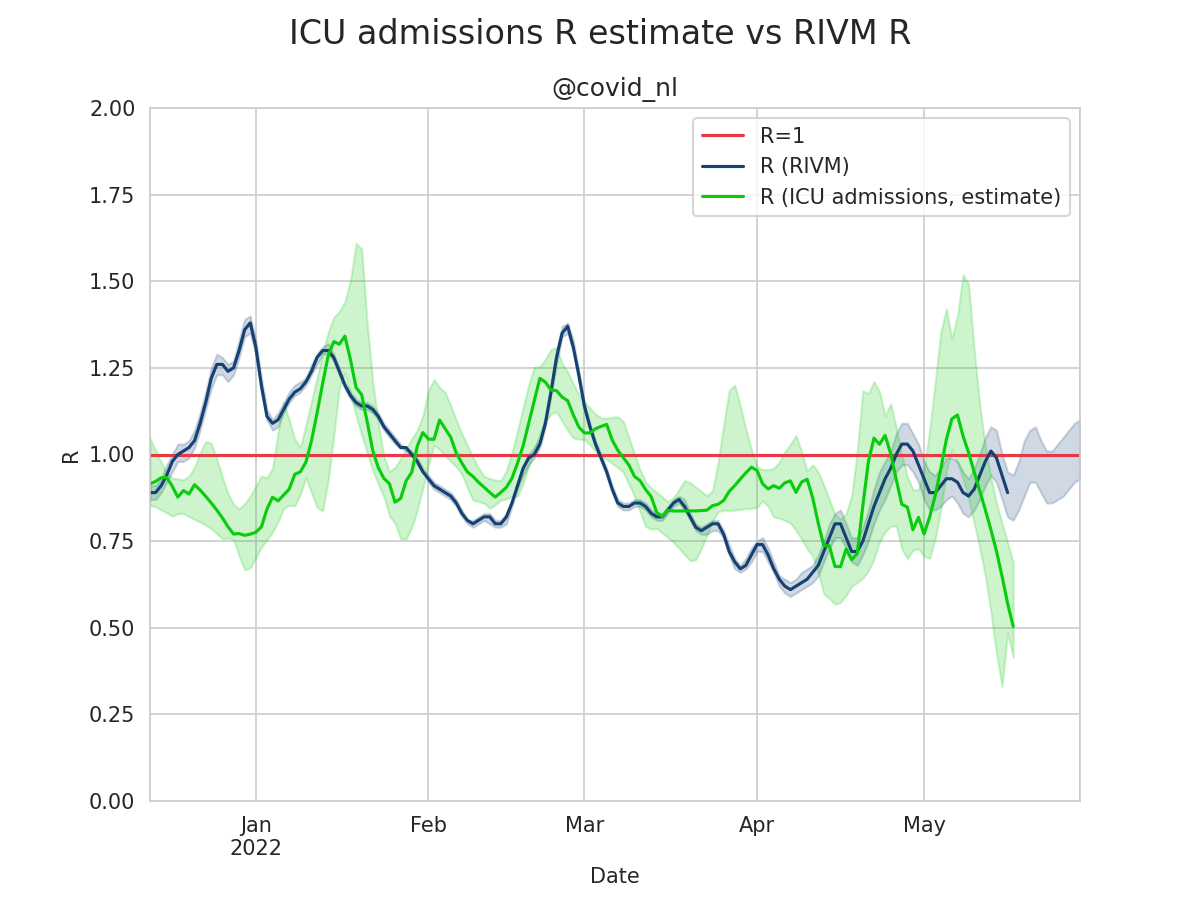 ICU admissions R estimate vs RIVM R
@covid_nl
R=1
R (RIVM)
R (ICU admissions, estimate)
2.00
1.75
1.50
1.25
1.00
0.75
0.50
0.25
0.00
R
Jan
2022
Feb
Mar
Apr
May
Date